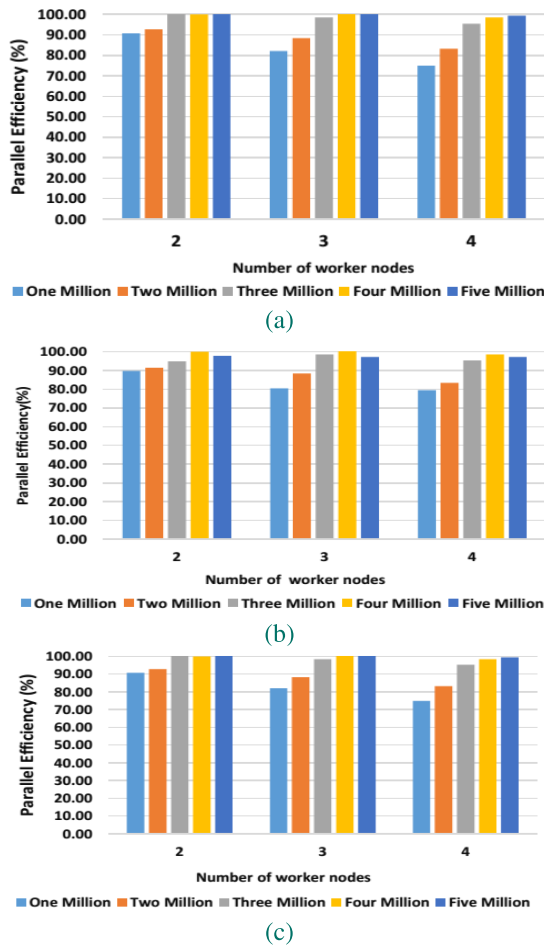 100.00
90.00
80.00
70.00
60.00
50.00
40.00
30.00
20.00
10.00
0.00
Parallel Efficiency (%)
2 3 4
Number of worker nodes
One Million Two Million Three Million Four Million Five Million
(a)
100.00
90.00
80.00
70.00
60.00
50.00
40.00
30.00
20.00
10.00
0.00
Parallel Efficiency(%)
2 3 4
Number of worker nodes
One Million Two Million Three Million Four Million Five Million
(b)
100.00
90.00
80.00
70.00
60.00
50.00
40.00
30.00
20.00
10.00
0.00
Parallel Efficiency (%)
2 3 4
Number of worker nodes
One Million Two Million Three Million Four Million Five Million
(c)